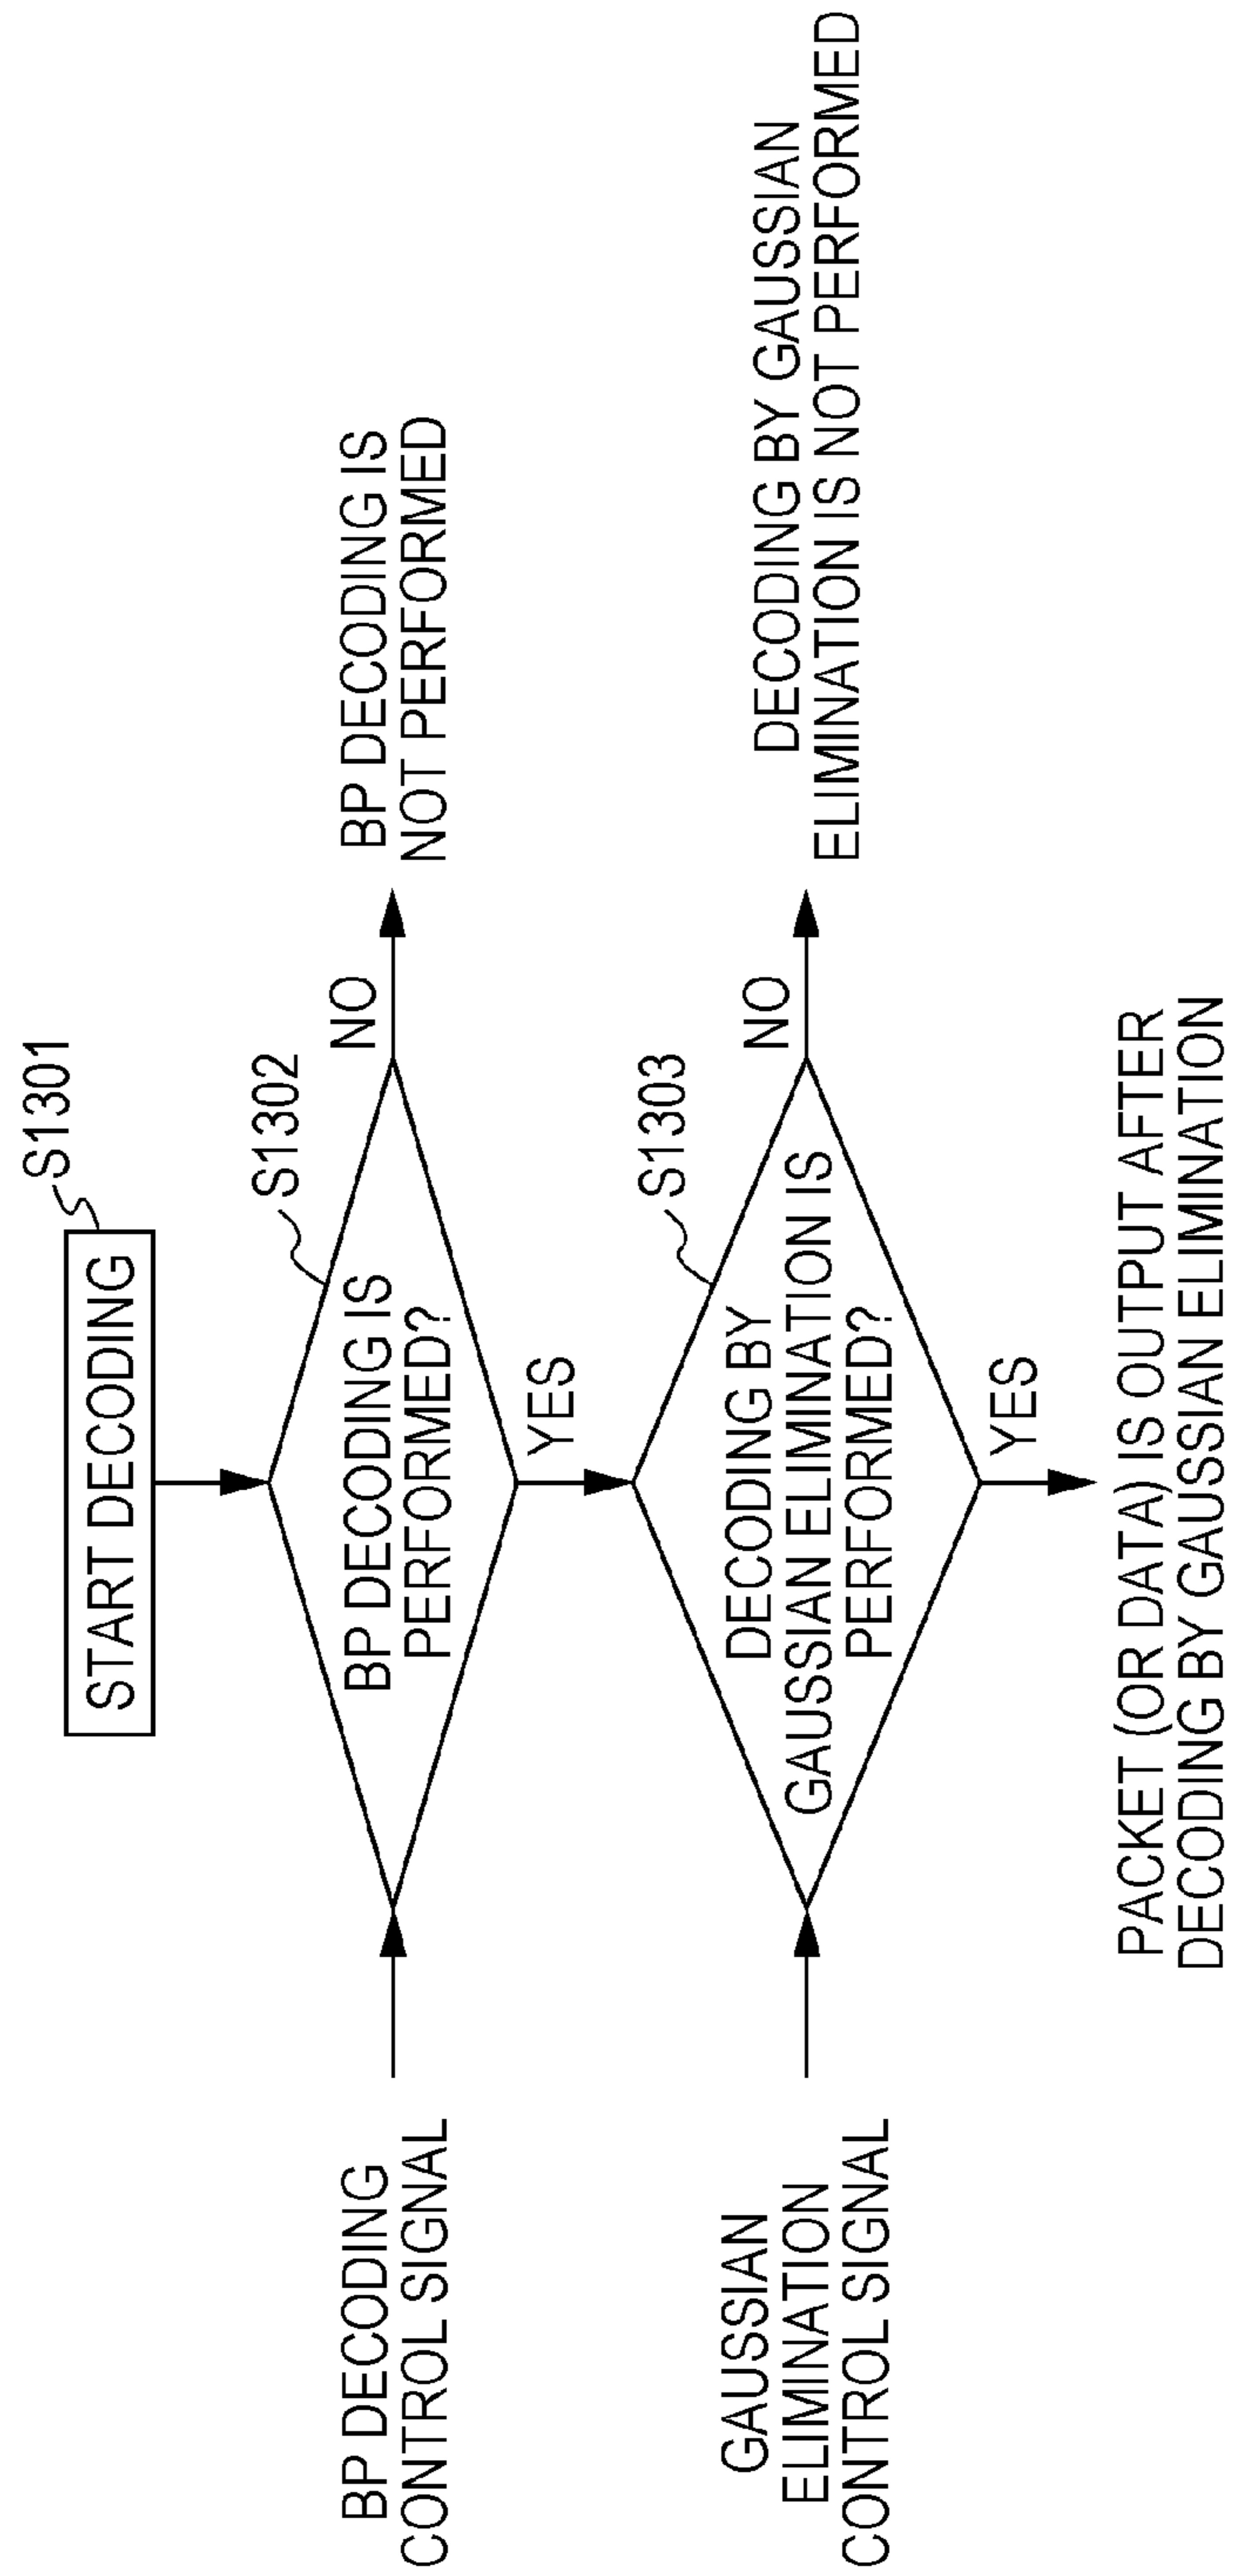 START DECODING
S1301
BP DECODING
CONTROL SIGNAL
BP DECODING IS
PERFORMED?
S1302
NO
BP DECODING IS
NOT PERFORMED
YES
GAUSSIAN
ELIMINATION
CONTROL SIGNAL
DECODING BY
GAUSSIAN ELIMINATION IS
PERFORMED?
S1303
NO
DECODING BY GAUSSIAN
ELIMINATION IS NOT PERFORMED
YES
PACKET (OR DATA) IS OUTPUT AFTER
DECODING BY GAUSSIAN ELIMINATION